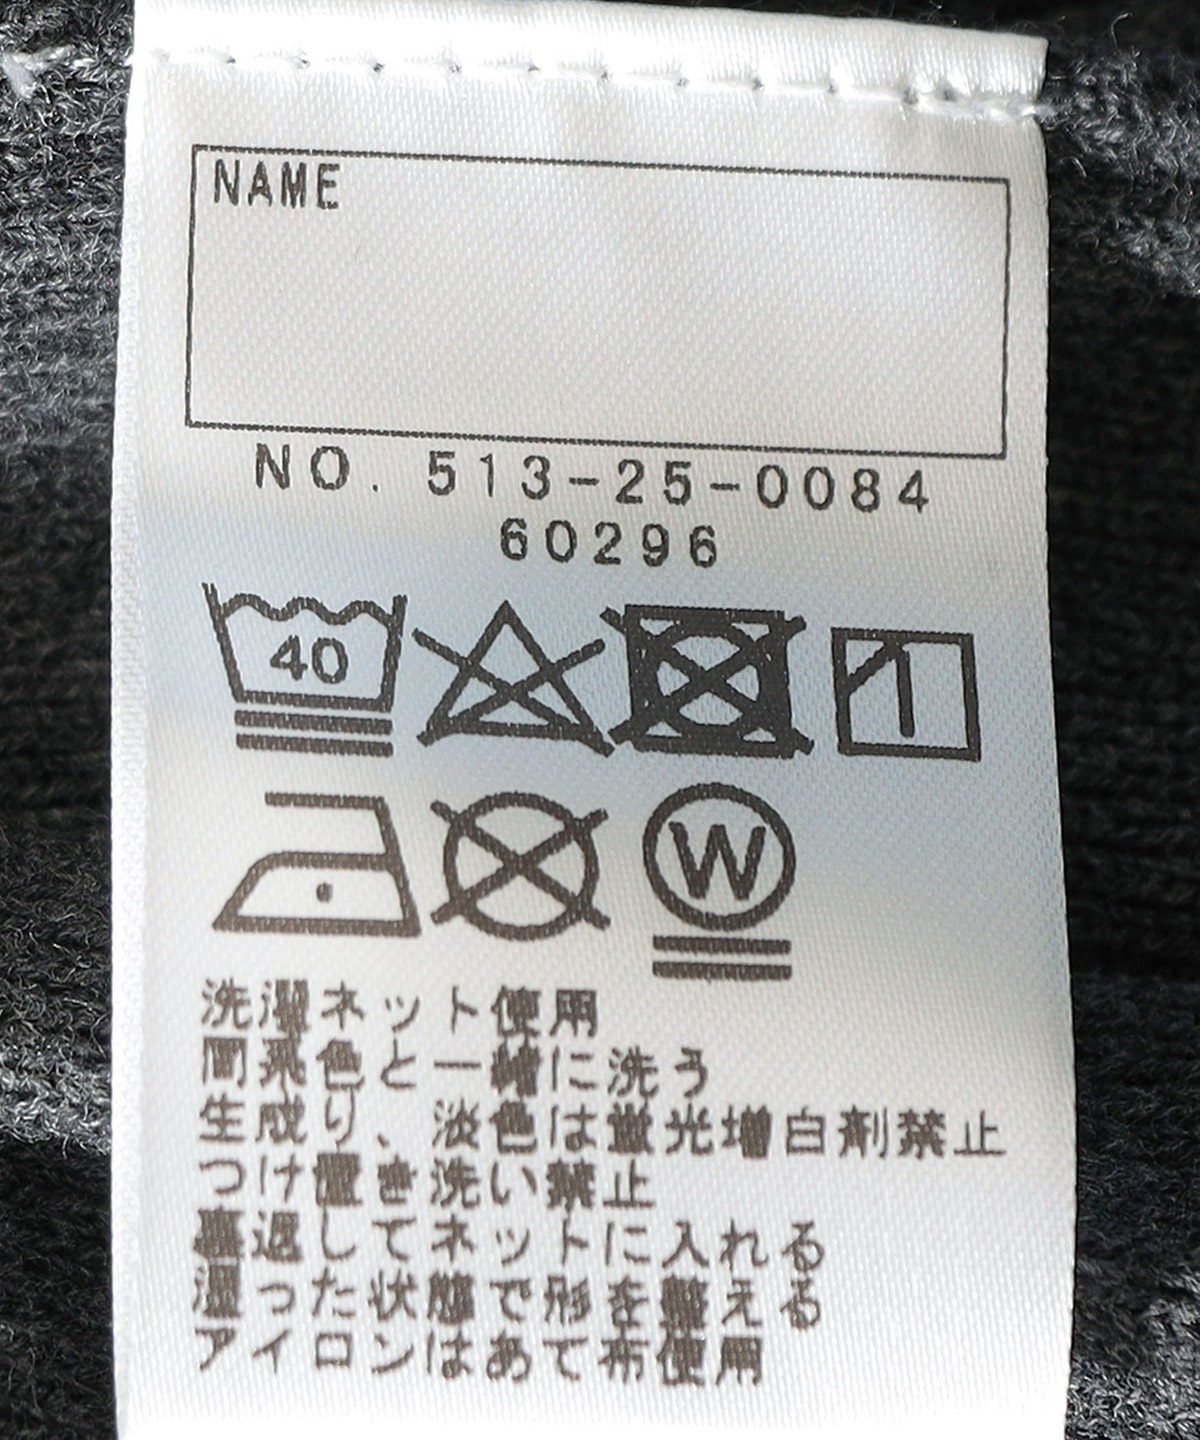 NAME
NO. 513-25-0084
60296
40
W
洗濯ネット使用
同系色と一緒に洗う
生成り、淡色は蛍光増白剤禁止
つけ置き洗い禁止
裏返してネットに入れる
湿った状態で形を整える
アイロンはあて布使用